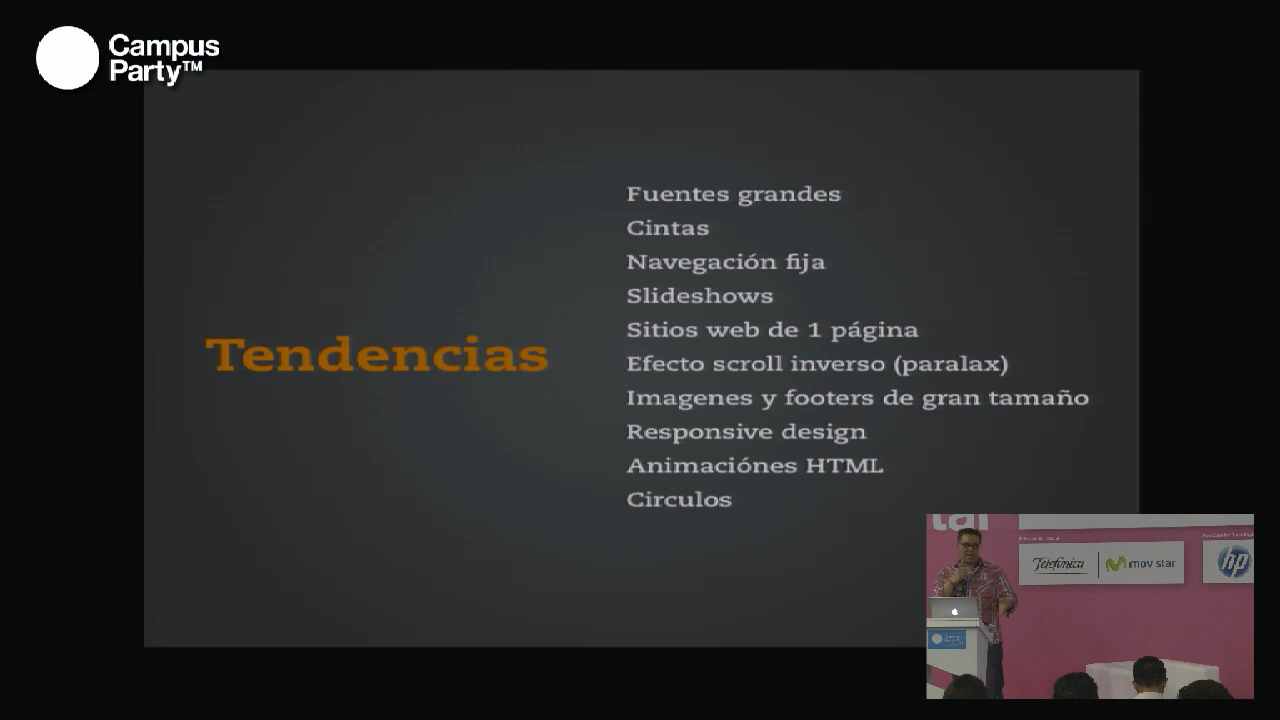 Campus
Party™
Tendencias
Fuentes grandes
Cintas
Navegación fija
Slideshows
Sitios web de 1 página
Efecto scroll inverso (paralax)
Imagenes y footers de gran tamaño
Responsive design
Animaciónes HTML
Circulos
tal
Telefónica
movistar
hp